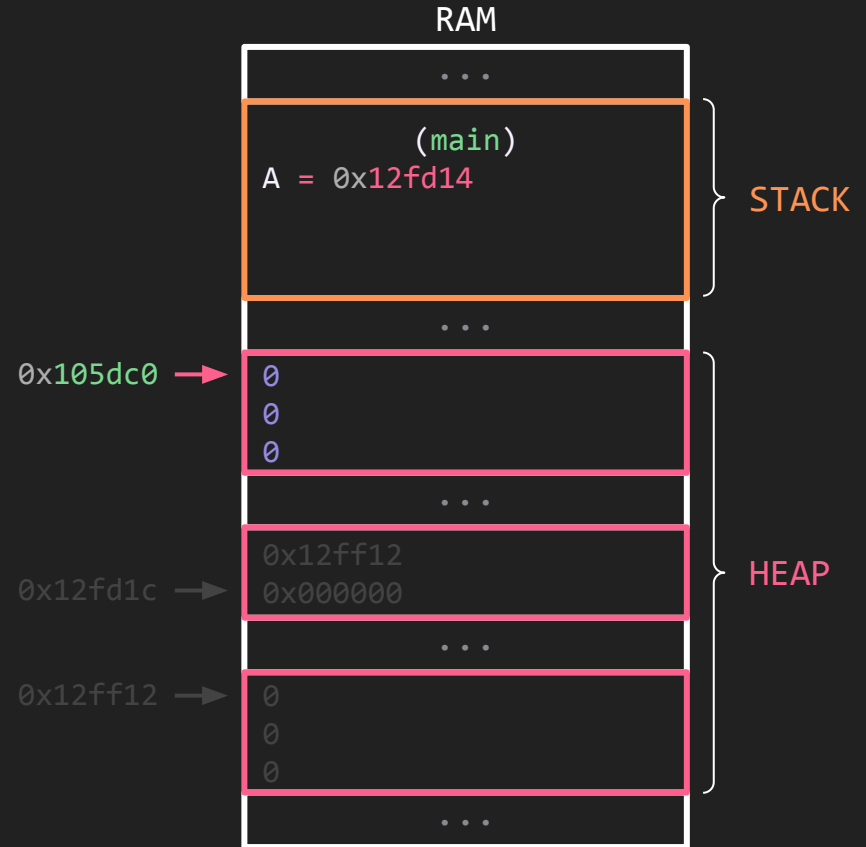 RAM
...
(main)
A = 0x12fd14
STACK
...
0x105dc0
0
0
0
...
0x12ff12
0x12fd1c
0x000000
HEAP
...
0x12ff12
0
0
0
...